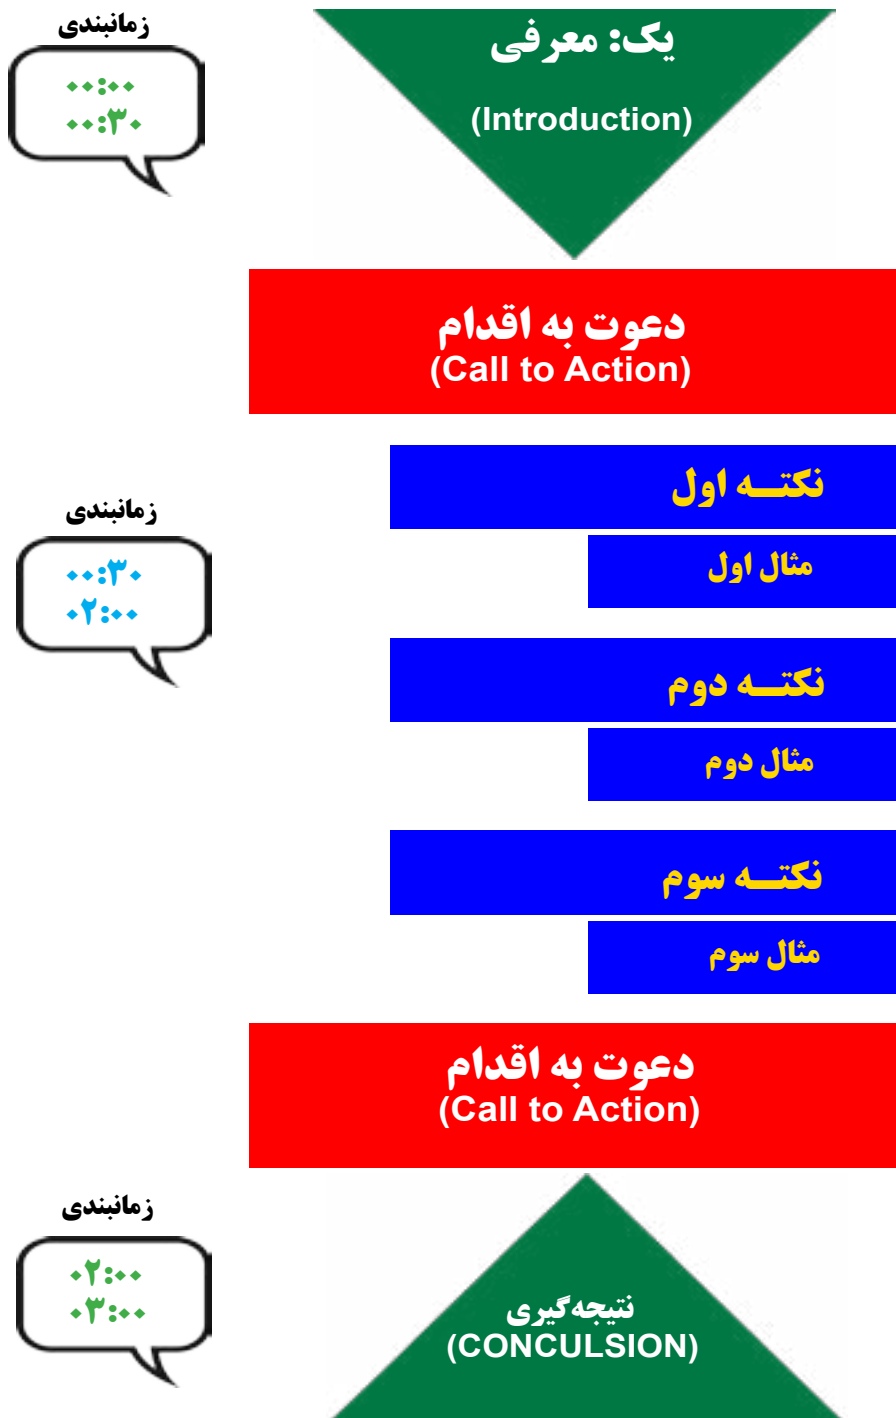 زمانبندی
۰۰:۰۰
۰۰:۳۰
یک: معرفی
(Introduction)
دعوت به اقدام
(Call to Action)
نکتـــه اول
مثال اول
زمانبندی
۰۰:۳۰
۰۲:۰۰
نکتـــه دوم
مثال دوم
نکتـــه سوم
مثال سوم
دعوت به اقدام
(Call to Action)
زمانبندی
۰۲:۰۰
۰۳:۰۰
نتیجه‌گیری
(CONCULSION)